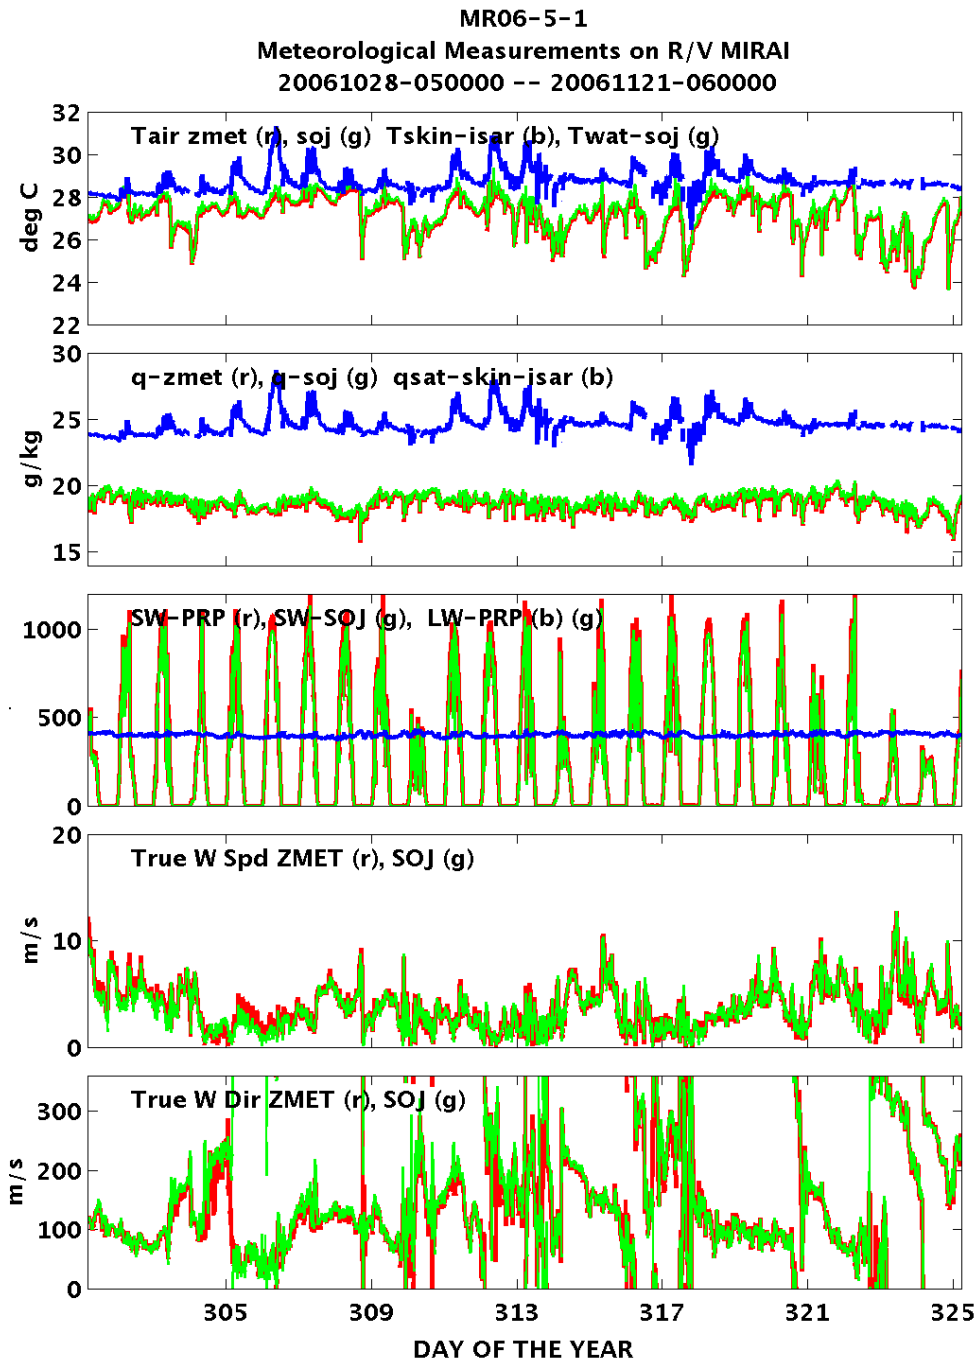 MR06-5-1
Meteorological Measurements on R/V MIRAI
20061028-050000 -- 20061121-060000
32
Tair zmet (r), soj (g)  Tskin-isar (b), Twat-soj (g)
30
28
26
24
22
deg C
30
q-zmet (r), q-soj (g)  qsat-skin-isar (b)
25
20
15
g/kg
SW-PRP (r), SW-SOJ (g),  LW-PRP (b) (g)
1000
500
0
20
True W Spd ZMET (r), SOJ (g)
10
0
m/s
True W Dir ZMET (r), SOJ (g)
300
200
100
0
m/s
305 309 313 317 321 325
DAY OF THE YEAR